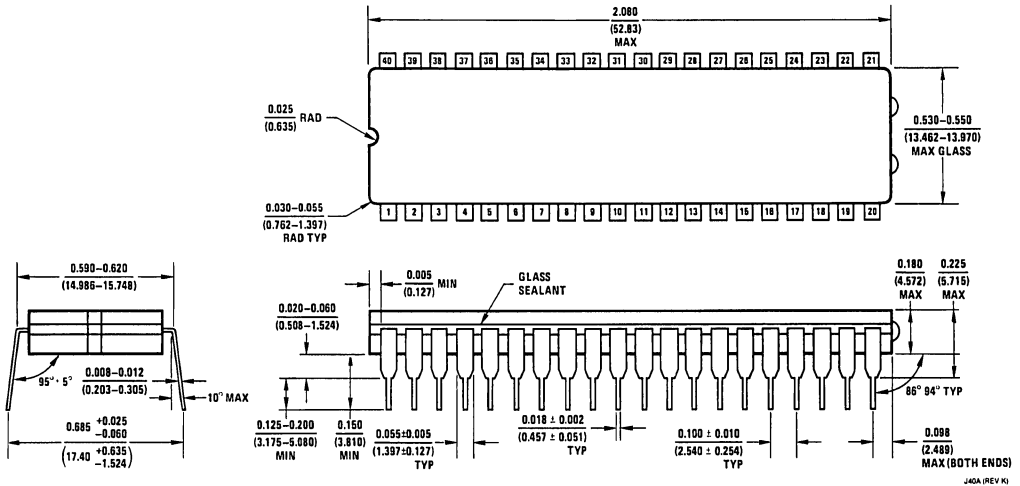 2.080
(52.83)
MAX
40 39 38 37 36 35 34 33 32 31 30 29 28 27 26 25 24 23 22 21
0.025
(0.635)
RAD
0.530–0.550
(13.462–13.970)
MAX GLASS
0.030–0.055
(0.762–1.397)
RAD TYP
1 2 3 4 5 6 7 8 9 10 11 12 13 14 15 16 17 18 19 20
0.590–0.620
(14.986–15.748)
0.005
(0.127)
MIN
GLASS
SEALANT
0.180
(4.572)
MAX
0.225
(5.715)
MAX
0.020–0.060
(0.508–1.524)
95° · 5°
0.008–0.012
(0.203–0.305)
10° MAX
86° 94° TYP
0.685 +0.025
−0.060
(17.40 +0.635
−1.524)
0.125–0.200
(3.175–5.080)
MIN
0.150
(3.810)
MIN
0.055±0.005
(1.397±0.127)
TYP
0.018 ± 0.002
(0.457 ± 0.051)
TYP
0.100 ± 0.010
(2.540 ± 0.254)
TYP
0.098
(2.489)
MAX (BOTH ENDS)
J40A (REV K)